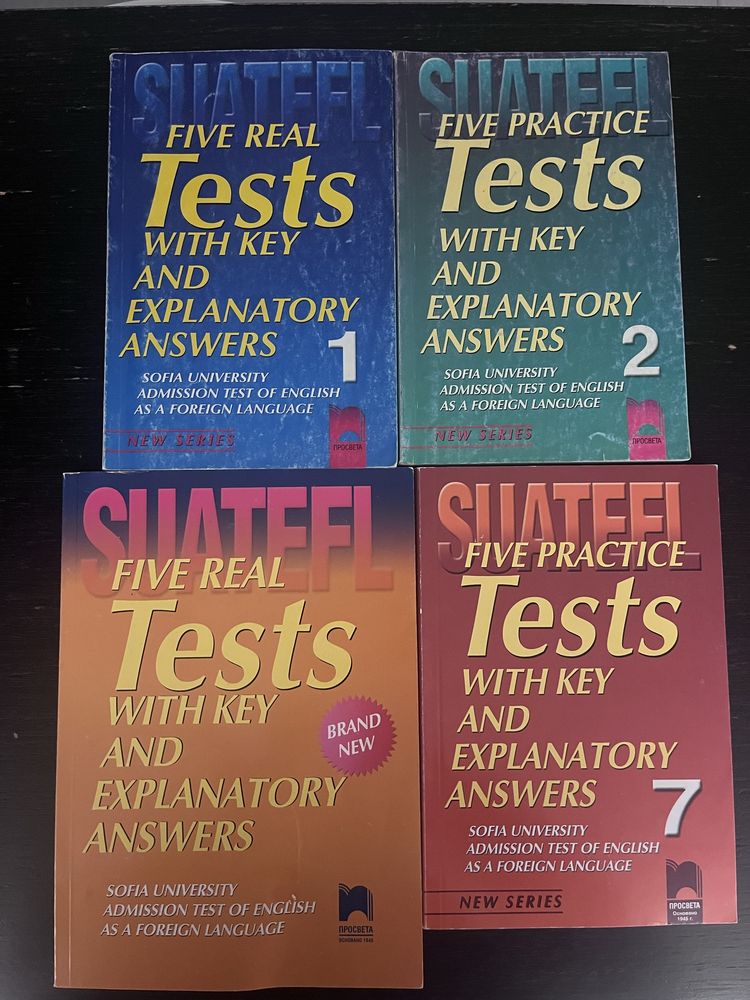 SUATEFL
FIVE REAL
Tests
WITH KEY
AND
EXPLANATORY
ANSWERS
1
SOFIA UNIVERSITY
ADMISSION TEST OF ENGLISH
AS A FOREIGN LANGUAGE
NEW SERIES
ПРОСВЕТА
SUATEFL
FIVE PRACTICE
Tests
WITH KEY
AND
EXPLANATORY
ANSWERS
2
SOFIA UNIVERSITY
ADMISSION TEST OF ENGLISH
AS A FOREIGN LANGUAGE
NEW SERIES
ПРОСВЕТА
SUATEFL
FIVE REAL
Tests
WITH KEY
AND
EXPLANATORY
ANSWERS
BRAND
NEW
SOFIA UNIVERSITY
ADMISSION TEST OF ENGLISH
AS A FOREIGN LANGUAGE
ПРОСВЕТА
ОСНОВАНО 1945
SUATEFL
FIVE PRACTICE
Tests
WITH KEY
AND
EXPLANATORY
ANSWERS
7
SOFIA UNIVERSITY
ADMISSION TEST OF ENGLISH
AS A FOREIGN LANGUAGE
NEW SERIES
ПРОСВЕТА
Основано
1945 г.